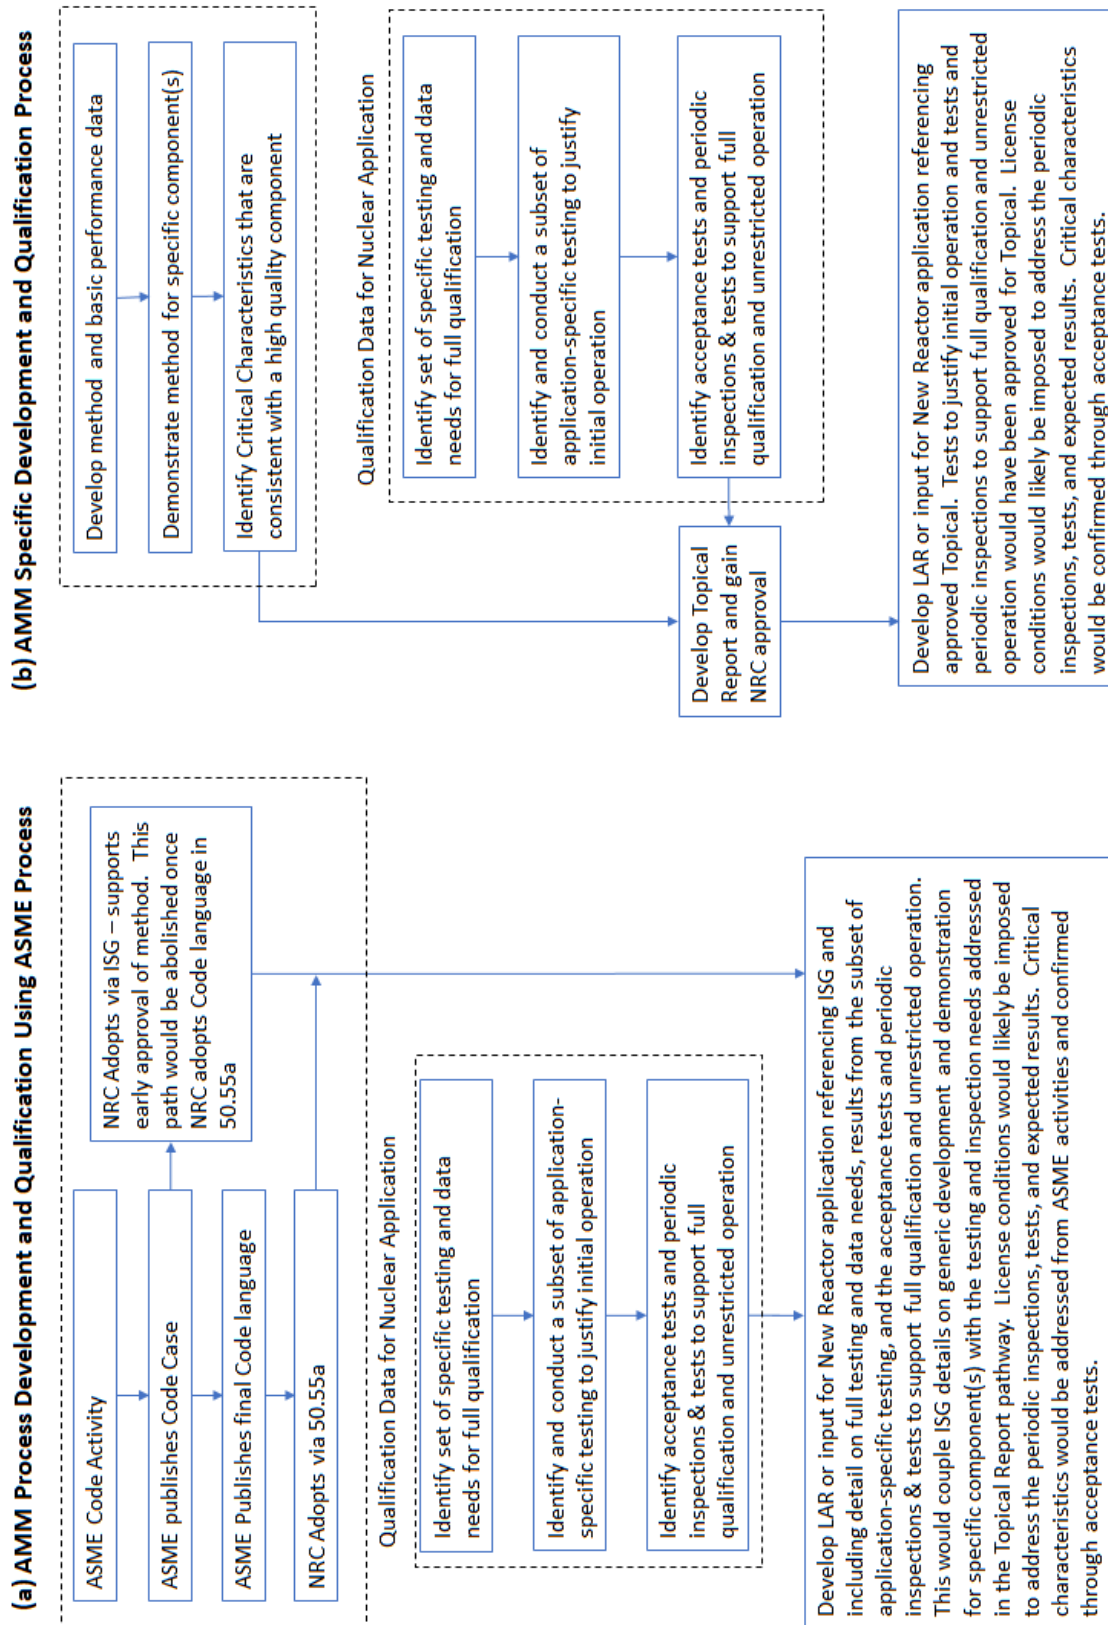 (a) AMM Process Development and Qualification Using ASME Process
ASME Code Activity
ASME publishes Code Case
ASME Publishes final Code language
NRC Adopts via 50.55a
NRC Adopts via ISG – supports
early approval of method. This
path would be abolished once
NRC adopts Code language in
50.55a
Qualification Data for Nuclear Application
Identify set of specific testing and data
needs for full qualification
Identify and conduct a subset of application-
specific testing to justify initial operation
Identify acceptance tests and periodic
inspections & tests to support full
qualification and unrestricted operation
Develop LAR or input for New Reactor application referencing ISG and
including detail on full testing and data needs, results from the subset of
application-specific testing, and the acceptance tests and periodic
inspections & tests to support full qualification and unrestricted operation.
This would couple ISG details on generic development and demonstration
for specific component(s) with the testing and inspection needs addressed
in the Topical Report pathway. License conditions would likely be imposed
to address the periodic inspections, tests, and expected results. Critical
characteristics would be addressed from ASME activities and confirmed
through acceptance tests.
(b) AMM Specific Development and Qualification Process
Develop method and basic performance data
Demonstrate method for specific component(s)
Identify Critical Characteristics that are
consistent with a high quality component
Qualification Data for Nuclear Application
Identify set of specific testing and data
needs for full qualification
Identify and conduct a subset of
application-specific testing to justify
initial operation
Identify acceptance tests and periodic
inspections & tests to support full
qualification and unrestricted operation
Develop Topical
Report and gain
NRC approval
Develop LAR or input for New Reactor application referencing
approved Topical. Tests to justify initial operation and tests and
periodic inspections to support full qualification and unrestricted
operation would have been approved for Topical. License
conditions would likely be imposed to address the periodic
inspections, tests, and expected results. Critical characteristics
would be confirmed through acceptance tests.